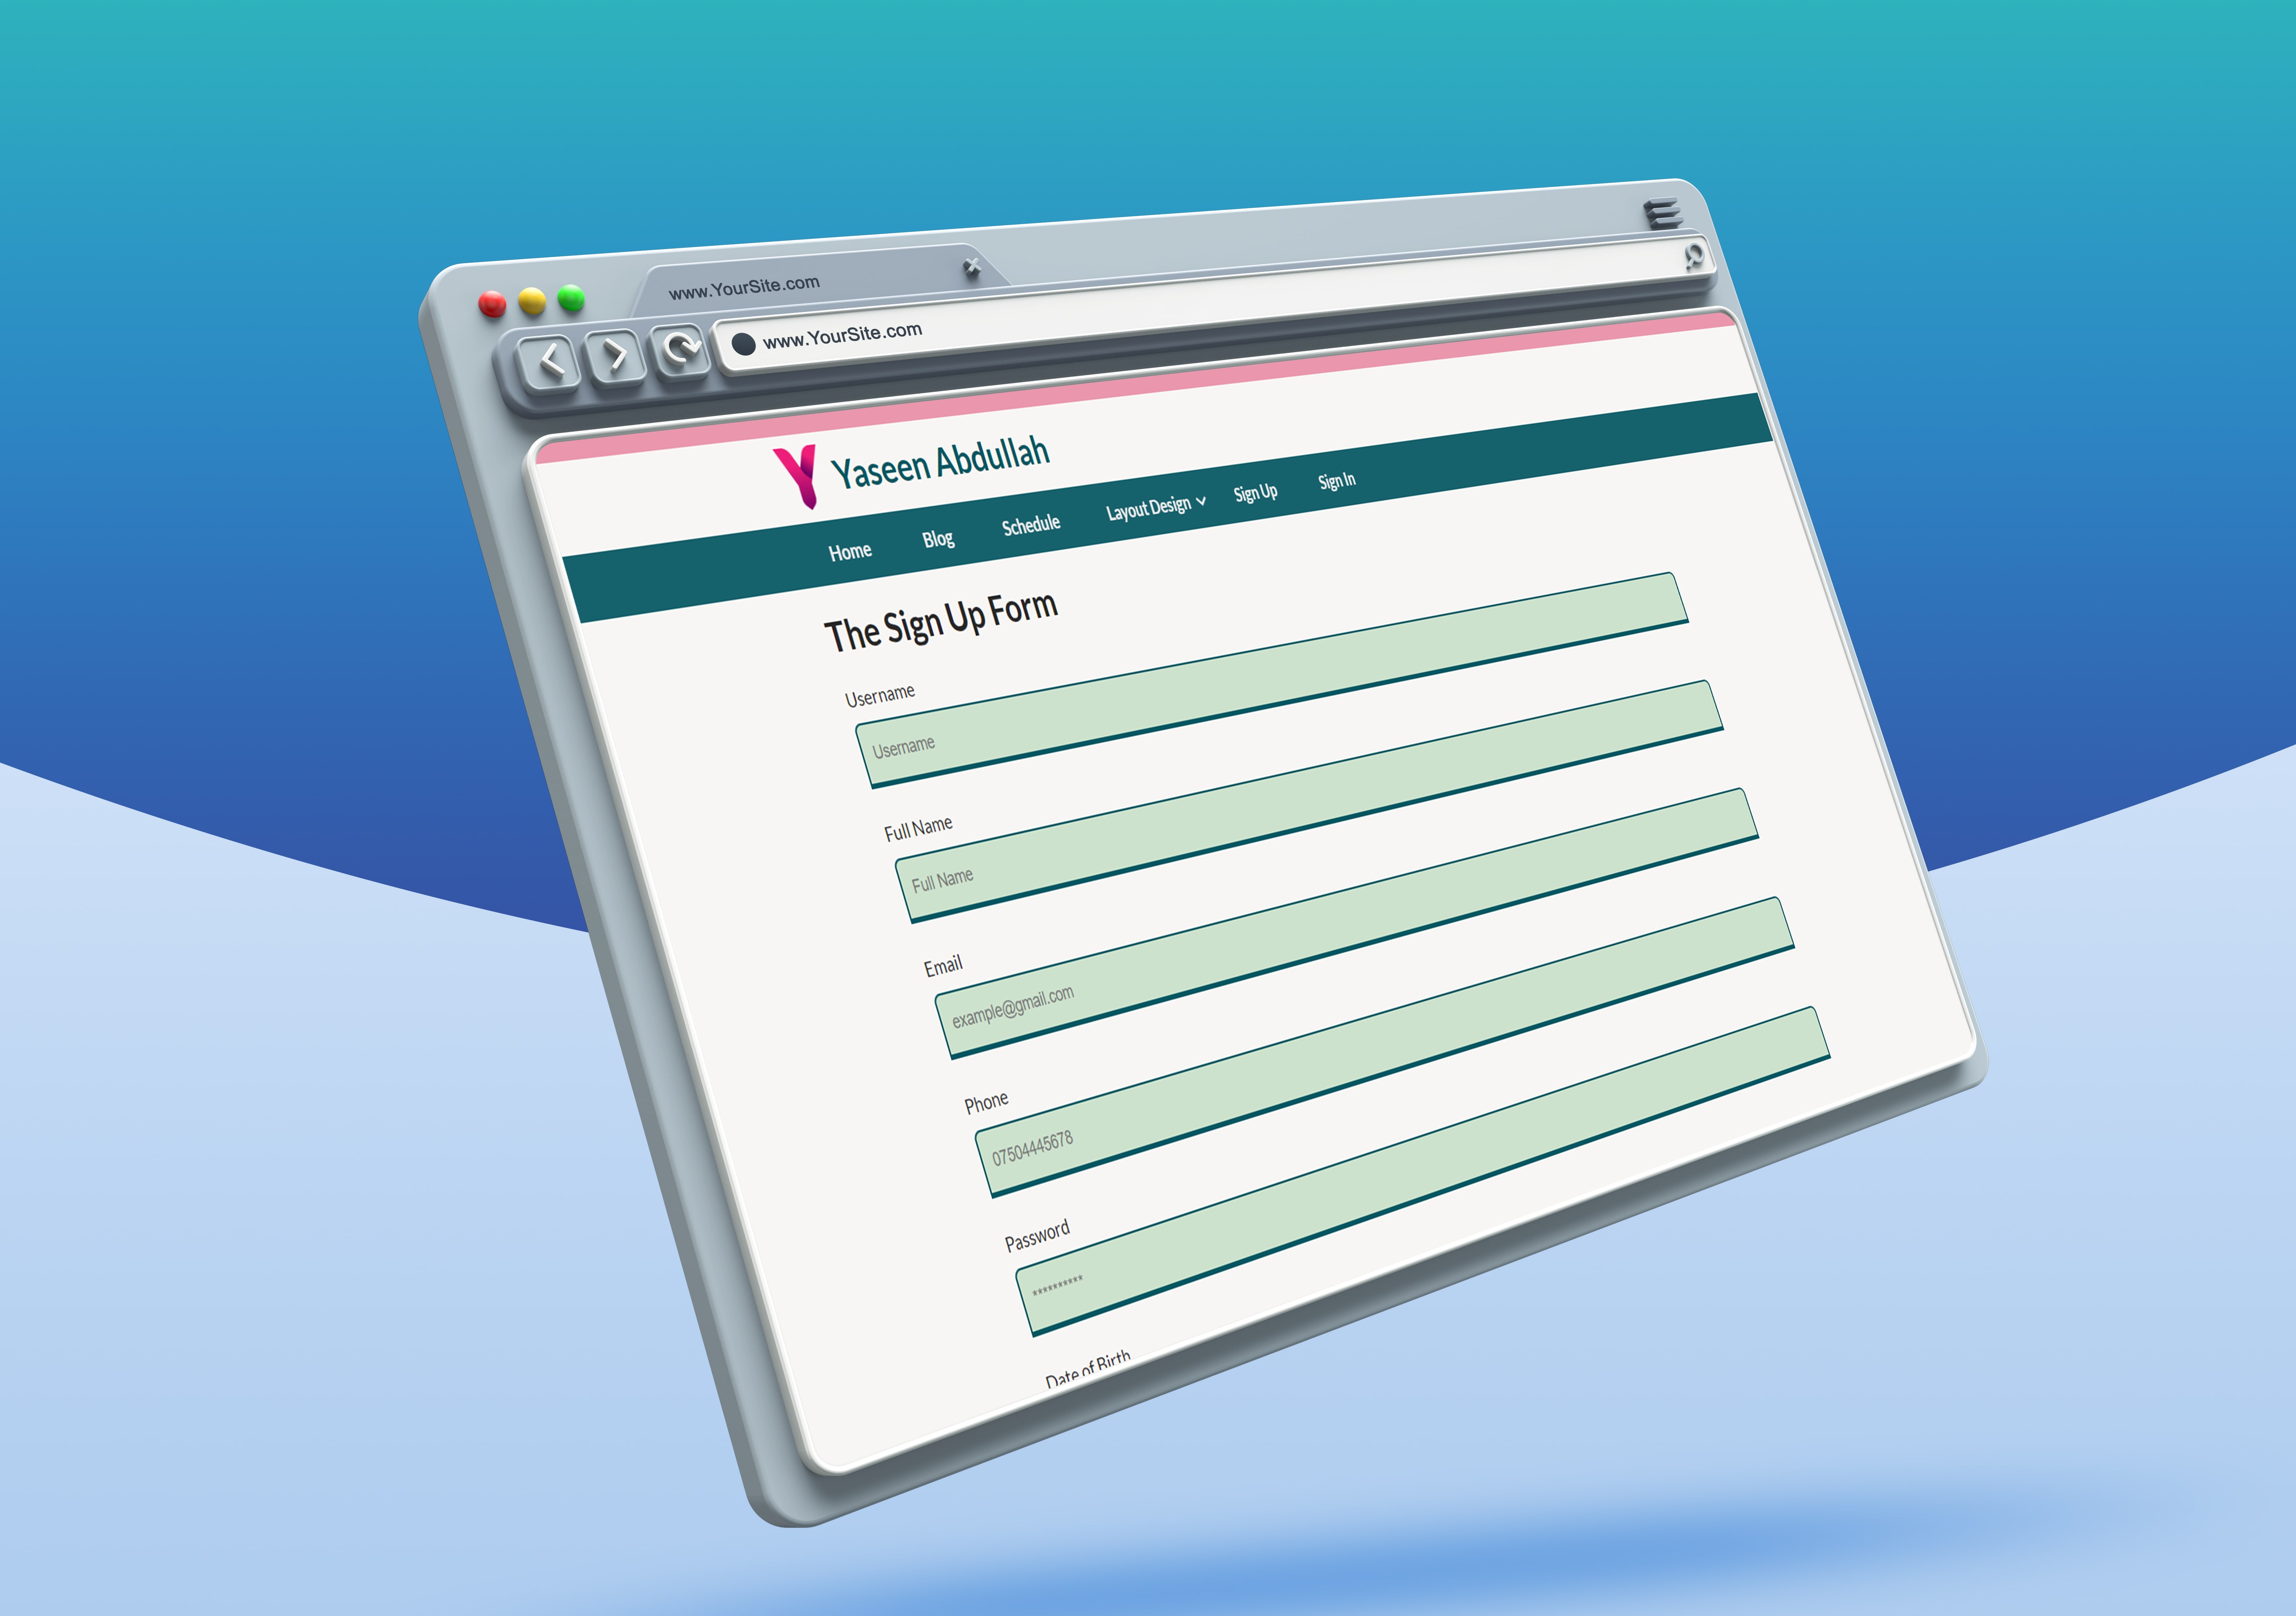 www.YourSite.com
www.YourSite.com
Yaseen Abdullah
Home Blog Schedule Layout Design Sign Up Sign In
The Sign Up Form
Username
Username
Full Name
Full Name
Email
example@gmail.com
Phone
07504445678
Password
**********
Date of Birth